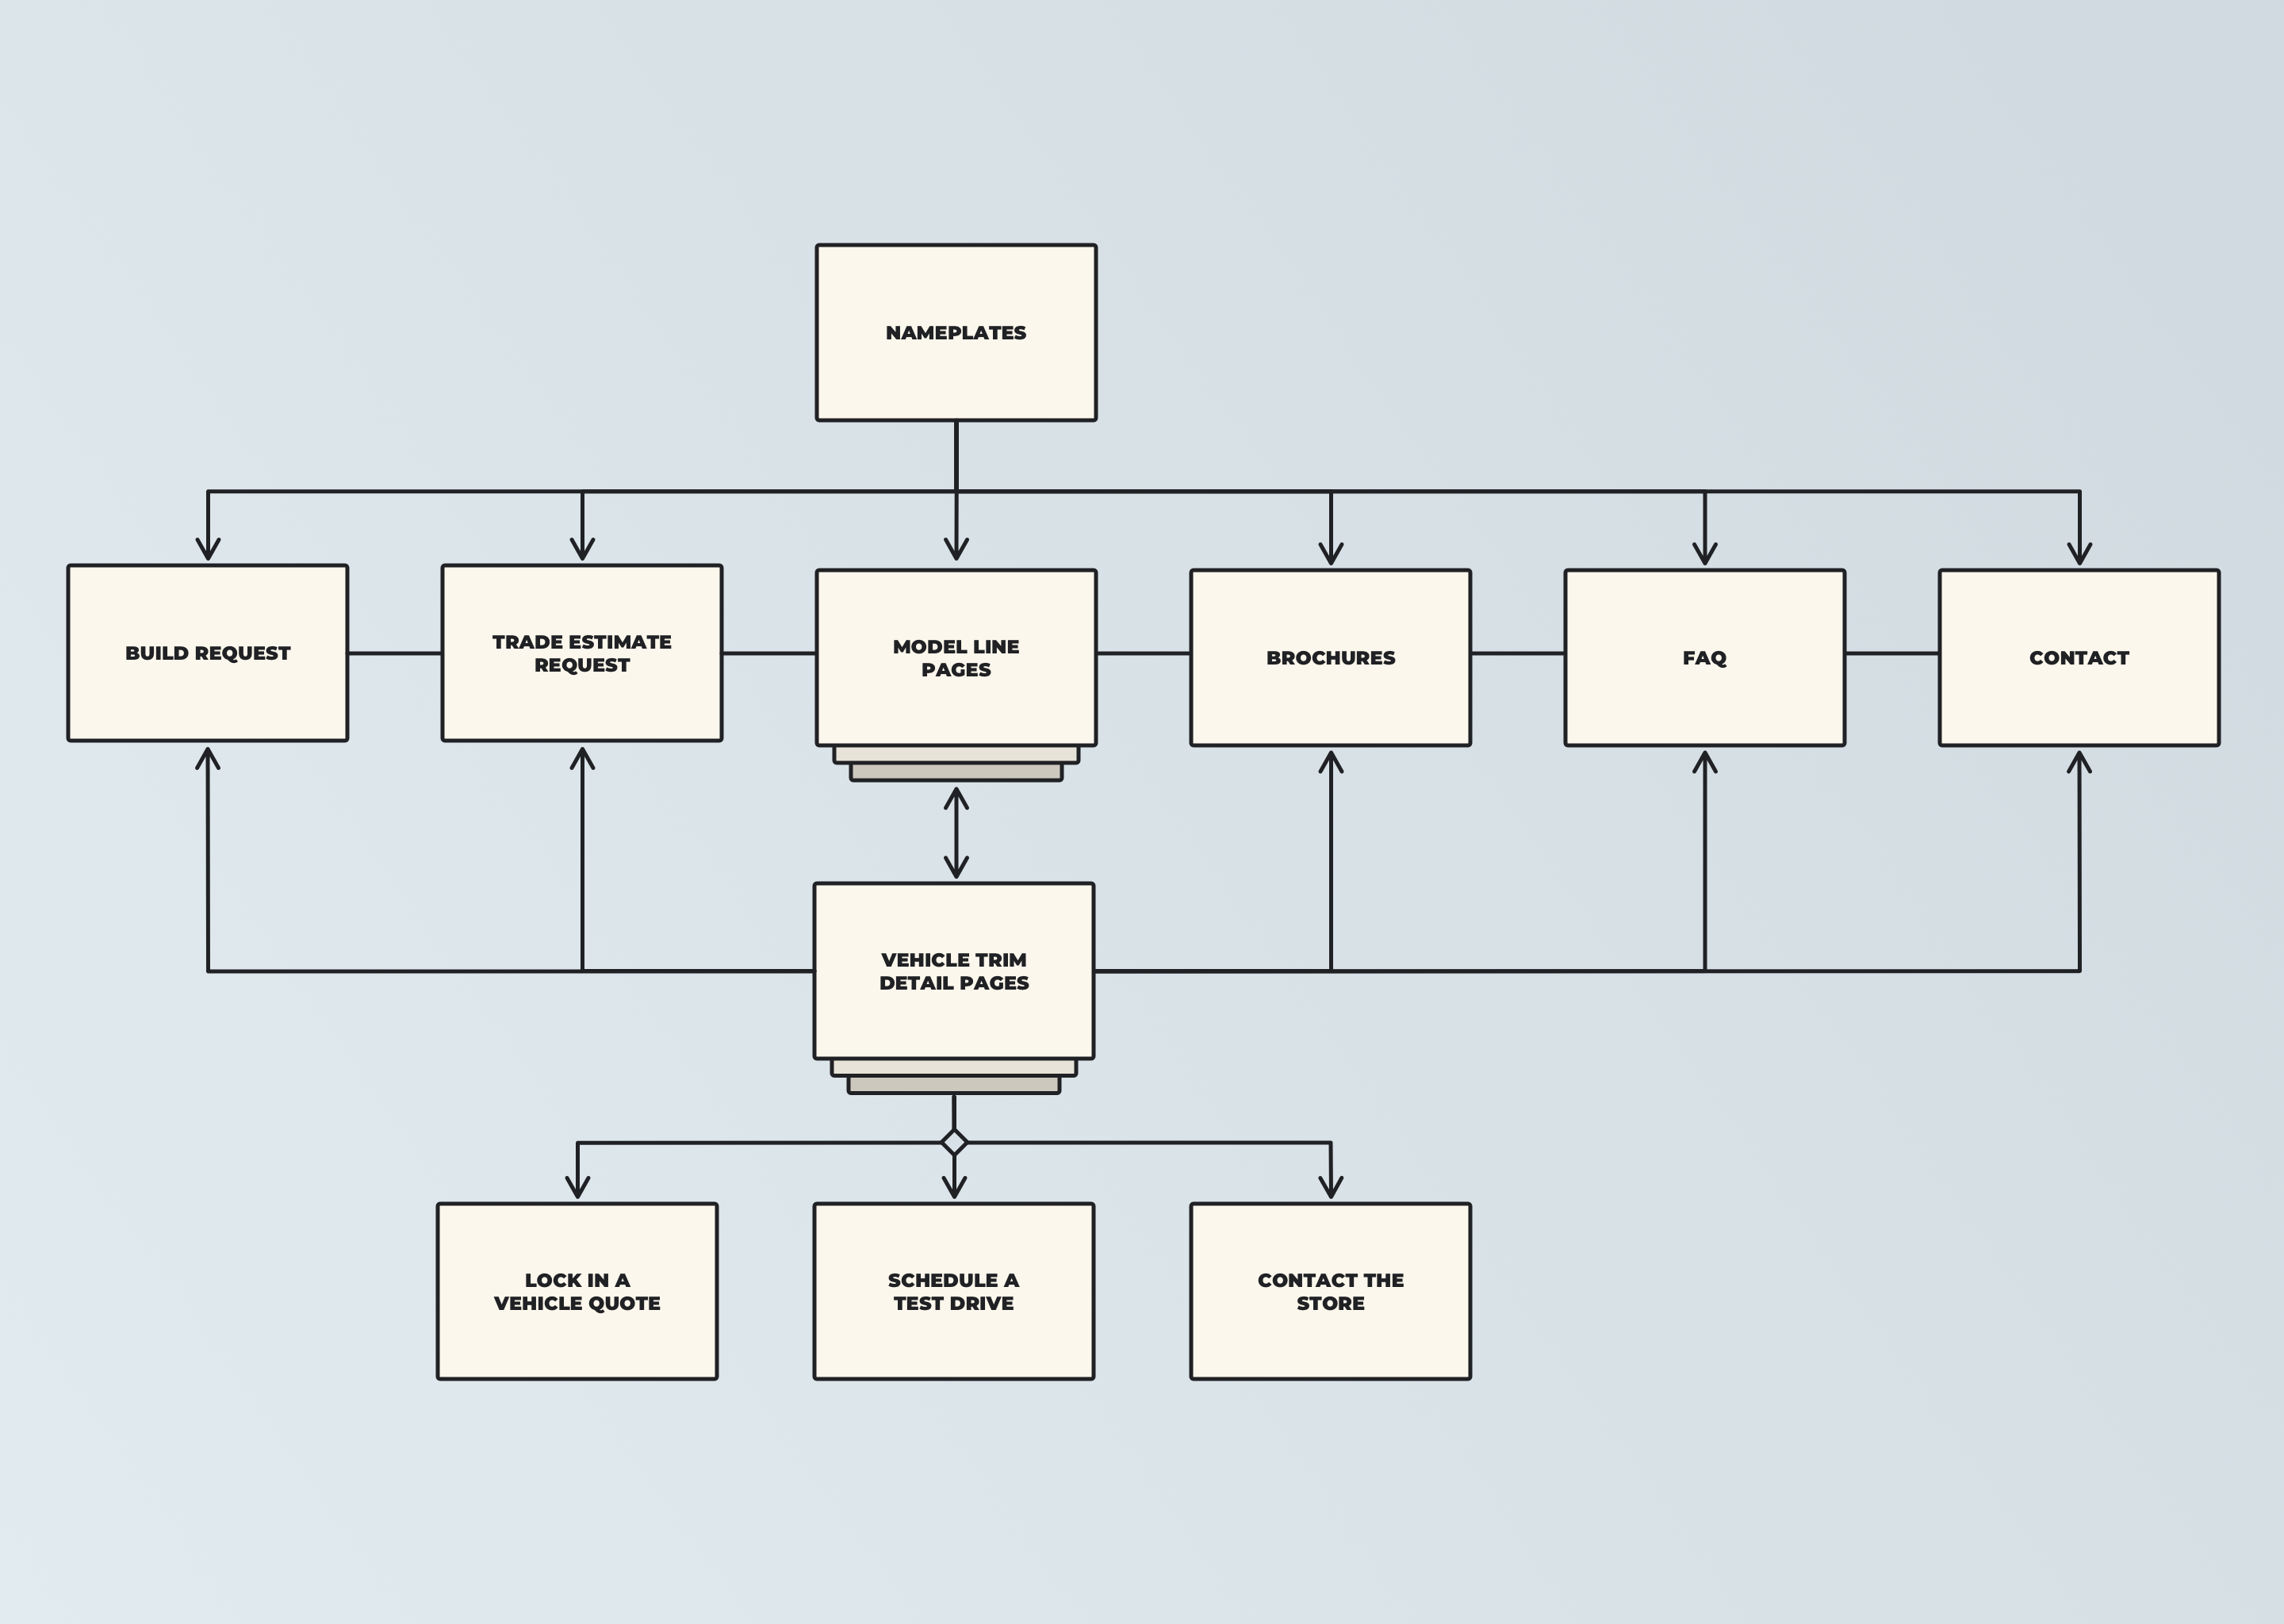 NAMEPLATES
BUILD REQUEST
TRADE ESTIMATE
REQUEST
MODEL LINE
PAGES
BROCHURES
FAQ
CONTACT
VEHICLE TRIM
DETAIL PAGES
LOCK IN A
VEHICLE QUOTE
SCHEDULE A
TEST DRIVE
CONTACT THE
STORE